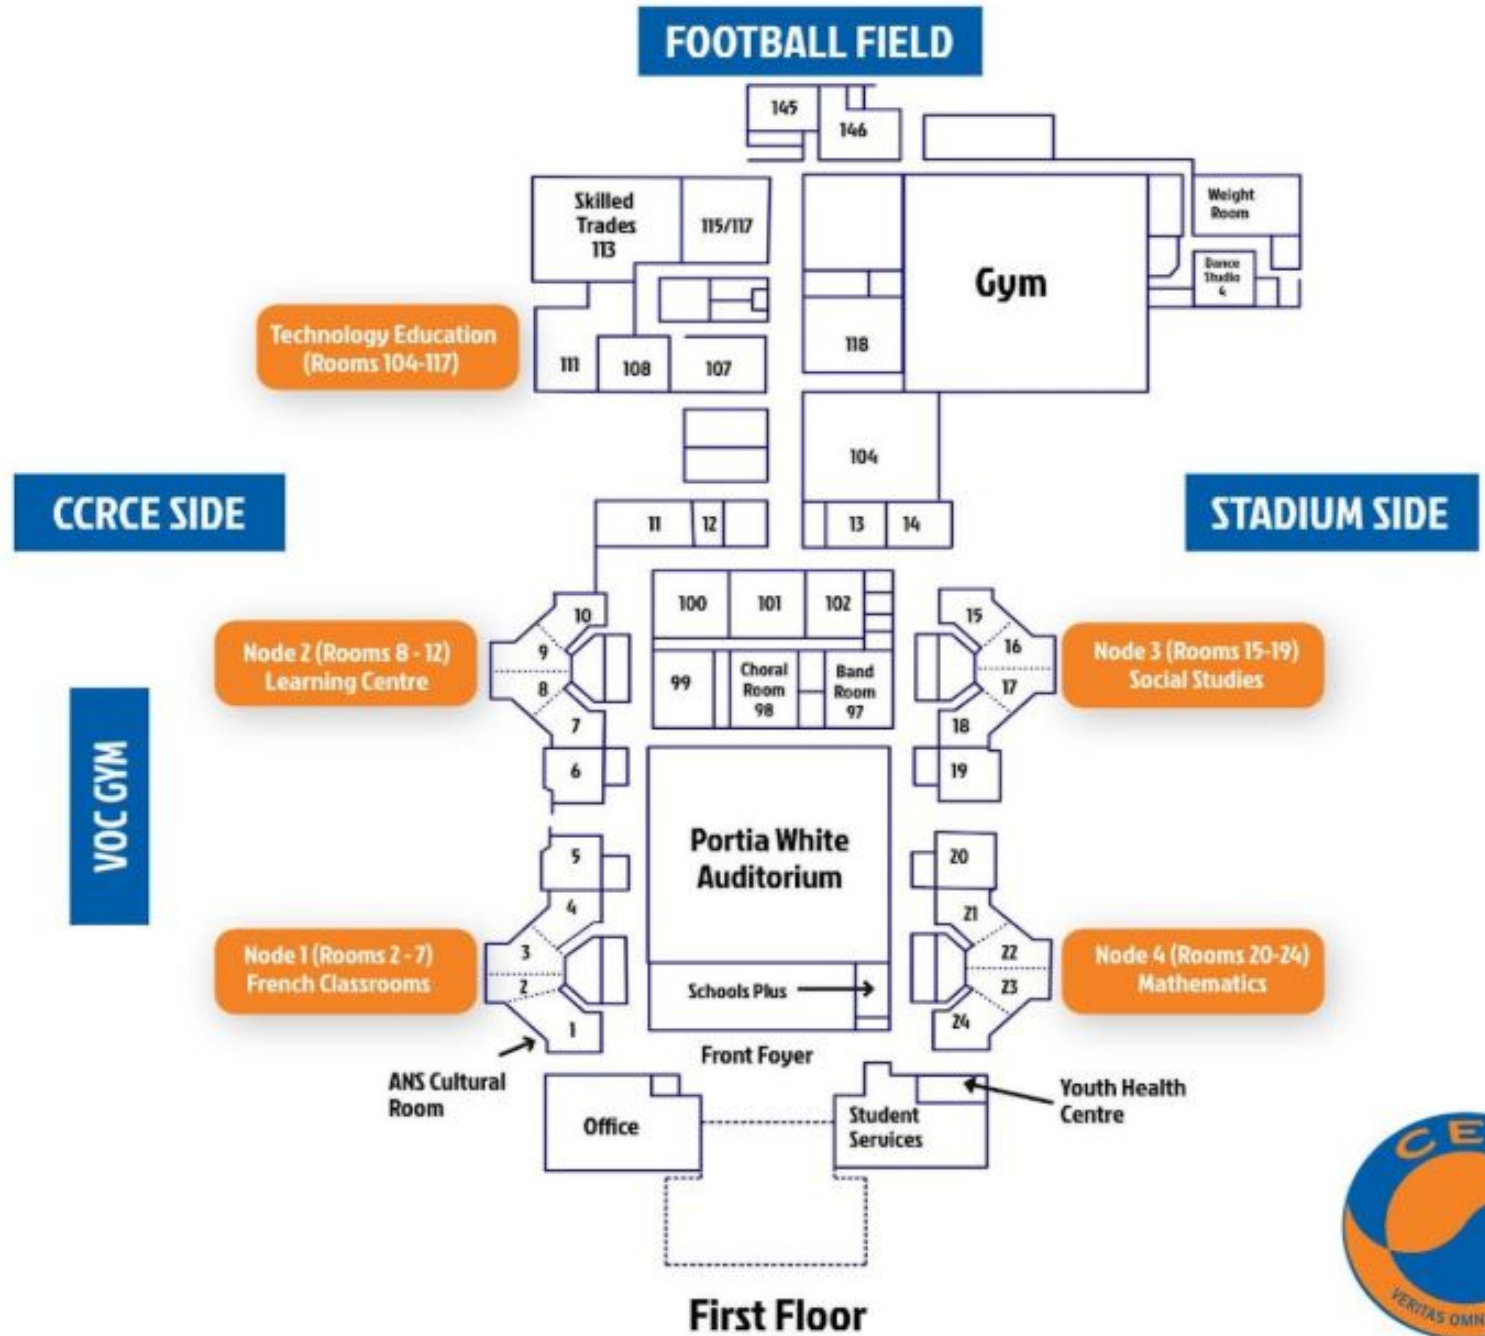 FOOTBALL FIELD
145
146
Skilled
Trades
113
115/117
Gym
Weight
Room
Dance
Studio
4
Technology Education
(Rooms 104-117)
111
108
107
118
104
CCRCE SIDE
STADIUM SIDE
11
12
13
14
10
9
8
7
6
100
101
102
99
Choral
Room
98
Band
Room
97
15
16
17
18
19
Node 2 (Rooms 8 - 12)
Learning Centre
Node 3 (Rooms 15-19)
Social Studies
VOC GYM
Portia White
Auditorium
5
4
3
2
1
20
21
22
23
24
Node 1 (Rooms 2 - 7)
French Classrooms
Node 4 (Rooms 20-24)
Mathematics
Schools Plus
Front Foyer
ANS Cultural
Room
Office
Student
Services
Youth Health
Centre
CE
VERITAS OMN
First Floor